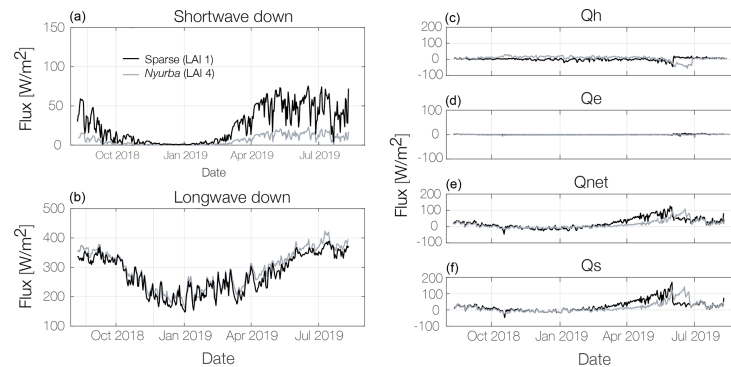 (a)
Shortwave down
150
100
50
0
Flux [W/m²]
Sparse (LAI 1)
Nyurba (LAI 4)
Oct 2018
Jan 2019
Apr 2019
Jul 2019
Date
(b)
Longwave down
500
400
300
200
100
Flux [W/m²]
Oct 2018
Jan 2019
Apr 2019
Jul 2019
Date
(c)
Qh
200
100
0
-100
(d)
Qe
100
0
-100
Flux [W/m²]
(e)
Qnet
200
100
0
-100
(f)
Qs
200
100
0
-100
Oct 2018
Jan 2019
Apr 2019
Jul 2019
Date